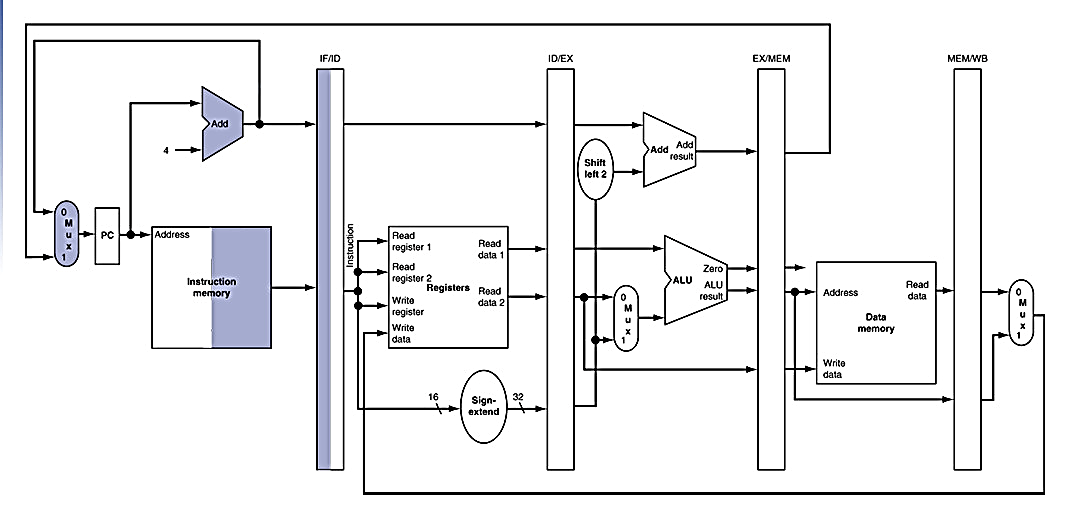 IF/ID
ID/EX
EX/MEM
MEM/WB
Add
4
0
M
u
x
1
PC
Address
Instruction
memory
Instruction
Read
register 1
Read
register 2
Registers
Write
register
Write
data
Read
data 1
Read
data 2
16
Sign-
extend
32
Shift
left 2
Add
Add
result
0
M
u
x
1
ALU
Zero
ALU
result
Address
Read
data
Data
memory
Write
data
0
M
u
x
1